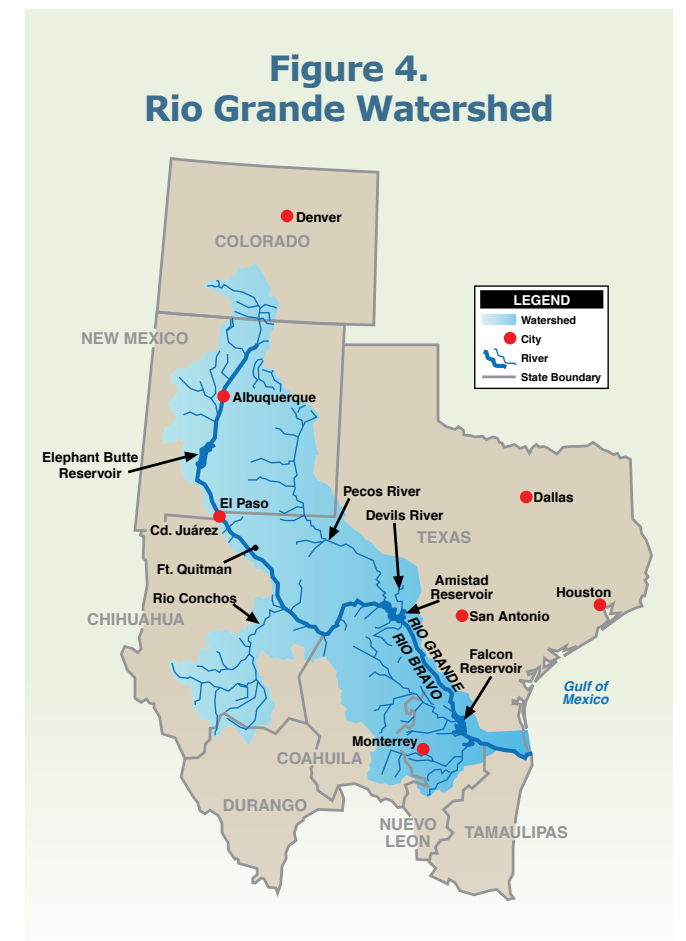 Figure 4.
Rio Grande Watershed
Denver
COLORADO
LEGEND
Watershed
City
River
State Boundary
NEW MEXICO
Albuquerque
Elephant Butte
Reservoir
El Paso
Cd. Juárez
Pecos River
Devils River
Dallas
TEXAS
Ft. Quitman
Rio Conchos
CHIHUAHUA
Amistad
Reservoir
Houston
San Antonio
RIO GRANDE
RIO BRAVO
Falcon
Reservoir
Gulf of
Mexico
Monterrey
COAHUILA
DURANGO
NUEVO
LEON
TAMAULIPAS